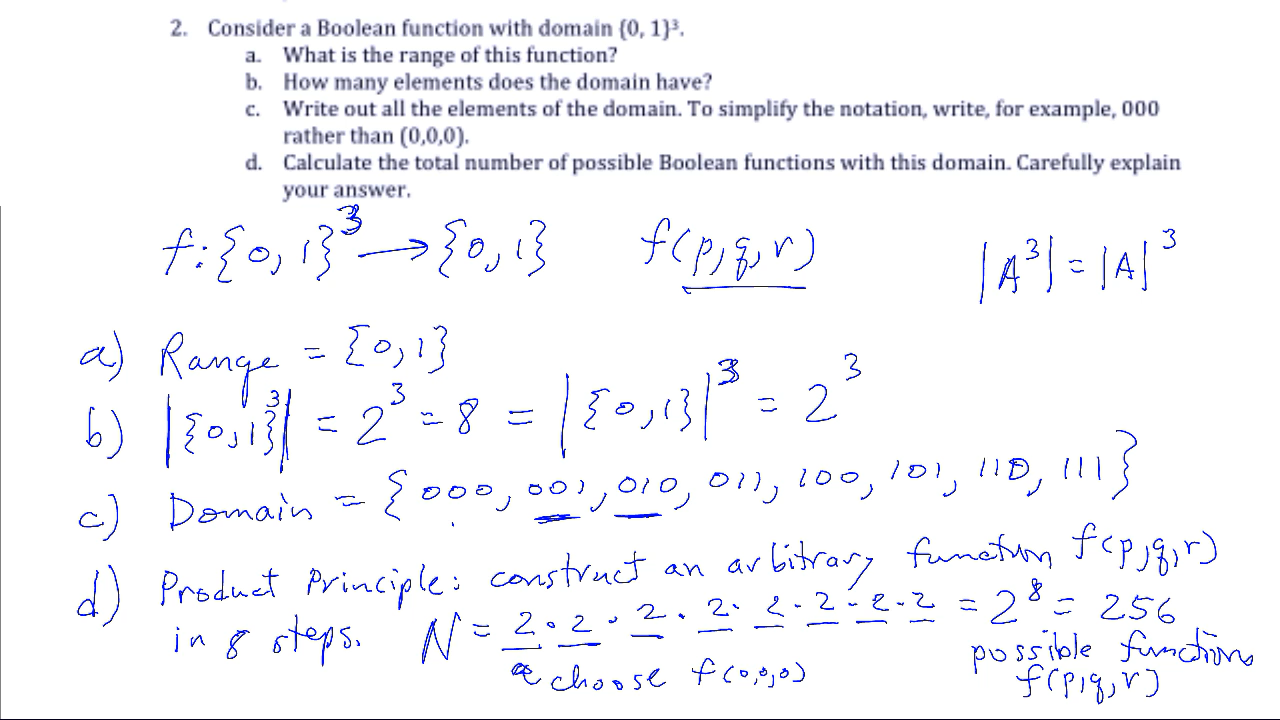 2. Consider a Boolean function with domain {0, 1}³.
a. What is the range of this function?
b. How many elements does the domain have?
c. Write out all the elements of the domain. To simplify the notation, write, for example, 000
rather than (0,0,0).
d. Calculate the total number of possible Boolean functions with this domain. Carefully explain
your answer.
f: {0, 1}³ → {0, 1} f(p, q, r) |A³| = |A|³
a) Range = {0, 1}
b) |{0, 1}³| = 2³ = 8 = |{0, 1}|³ = 2³
c) Domain = {000, 001, 010, 011, 100, 101, 110, 111}
d) Product Principle: construct an arbitrary function f(p, q, r)
in 8 steps. N = 2 · 2 · 2 · 2 · 2 · 2 · 2 · 2 = 2⁸ = 256
possible functions
choose f(0,0,0) f(p, q, r)